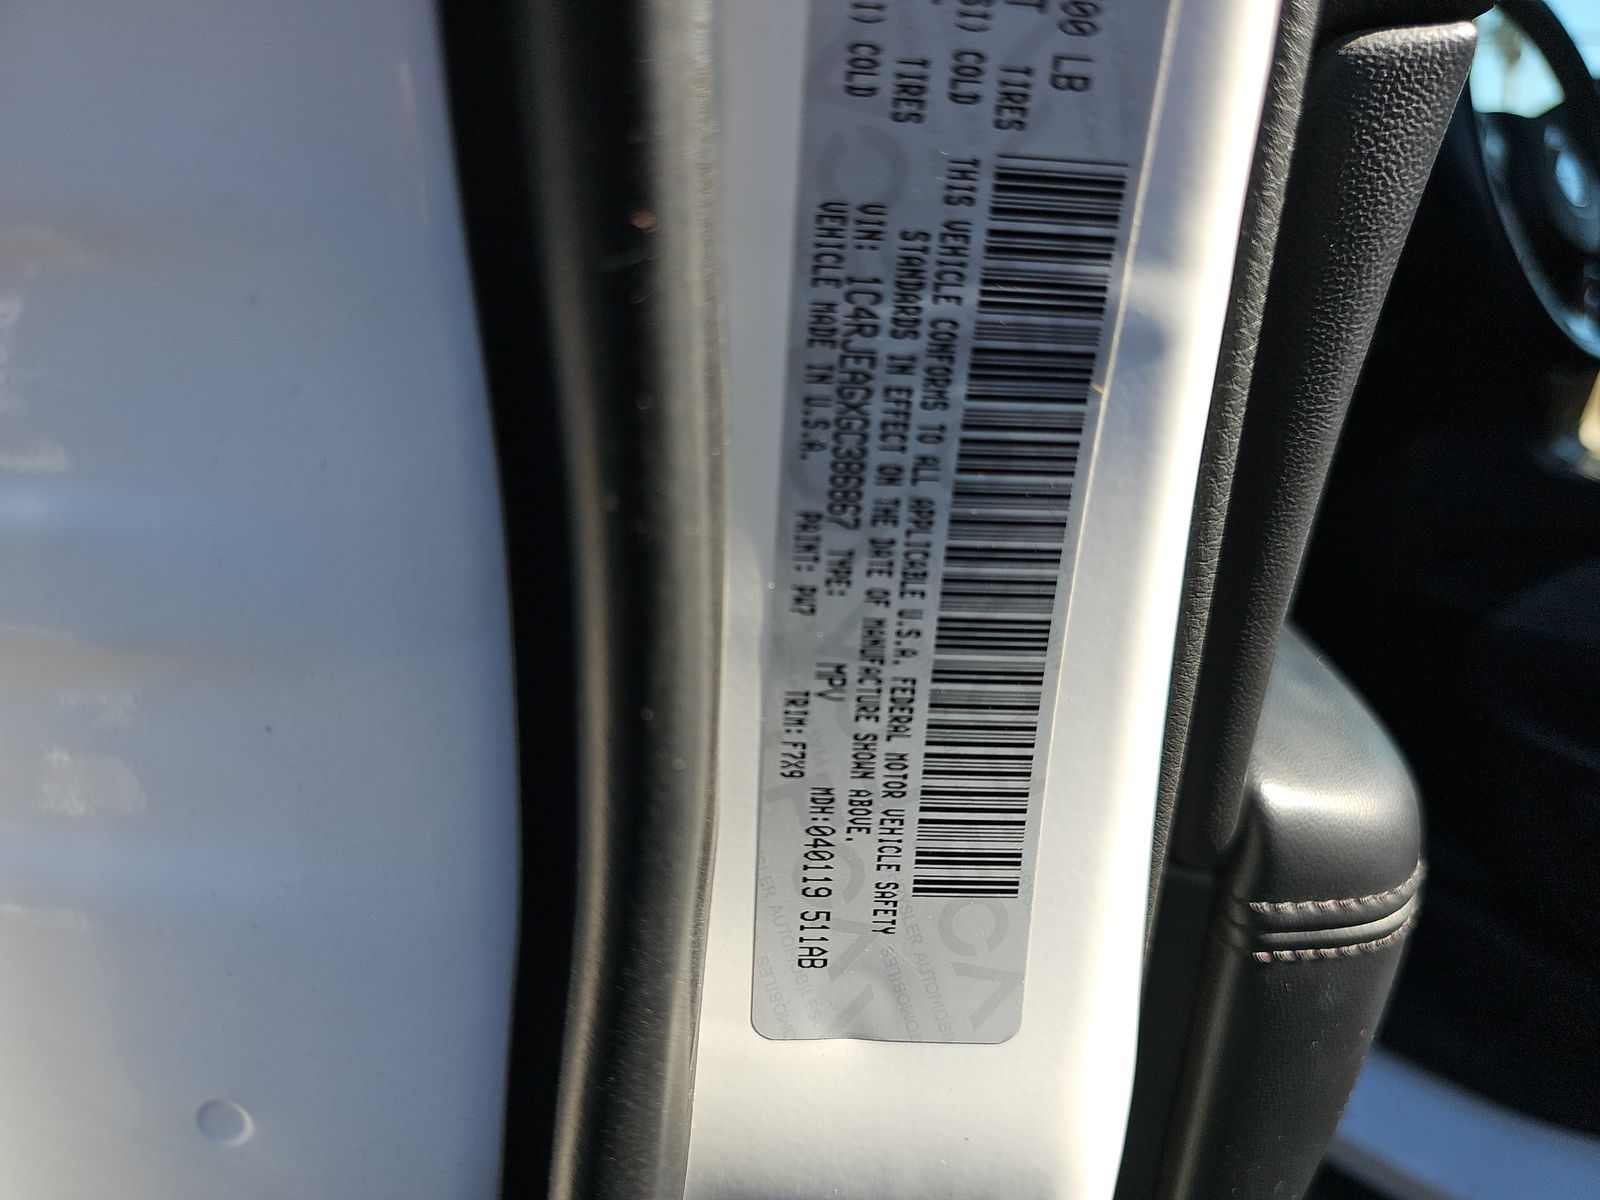 00 LB
T TIRES
SI) COLD
TIRES
I) COLD
THIS VEHICLE CONFORMS TO ALL APPLICABLE U.S.A. FEDERAL MOTOR VEHICLE SAFETY
STANDARDS IN EFFECT ON THE DATE OF MANUFACTURE SHOWN ABOVE.
VIN: 1C4RJEAGXGC386867 TYPE: MPV MDH:040119 511AB
VEHICLE MADE IN U.S.A. PAINT: PW7 TRIM: F7X9